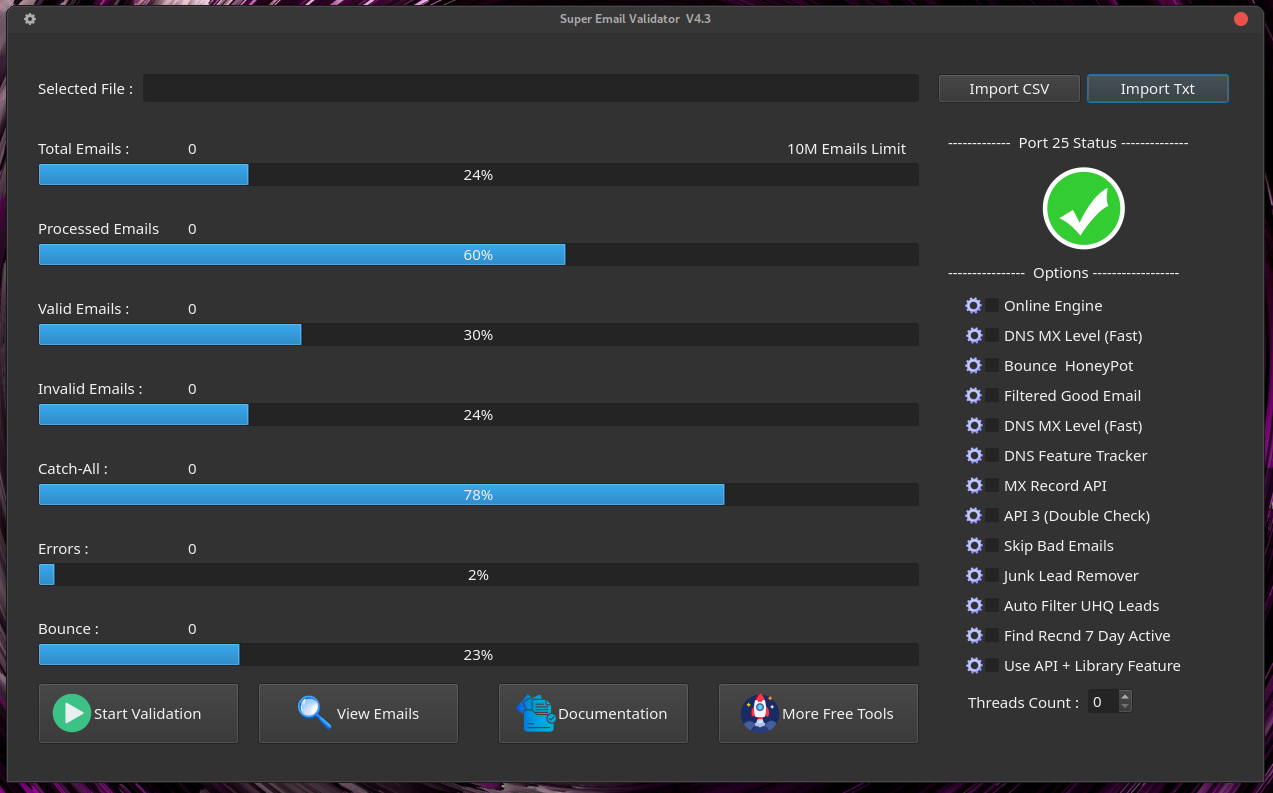 Super Email Validator  V4.3
Selected File :
Import CSV
Import Txt
Total Emails :
0
10M Emails Limit
24%
Processed Emails
0
60%
Valid Emails :
0
30%
Invalid Emails :
0
24%
Catch-All :
0
78%
Errors :
0
2%
Bounce :
0
23%
Start Validation
View Emails
Documentation
More Free Tools
-------------  Port 25 Status --------------
----------------  Options ------------------
Online Engine
DNS MX Level (Fast)
Bounce  HoneyPot
Filtered Good Email
DNS MX Level (Fast)
DNS Feature Tracker
MX Record API
API 3 (Double Check)
Skip Bad Emails
Junk Lead Remover
Auto Filter UHQ Leads
Find Recnd 7 Day Active
Use API + Library Feature
Threads Count :
0